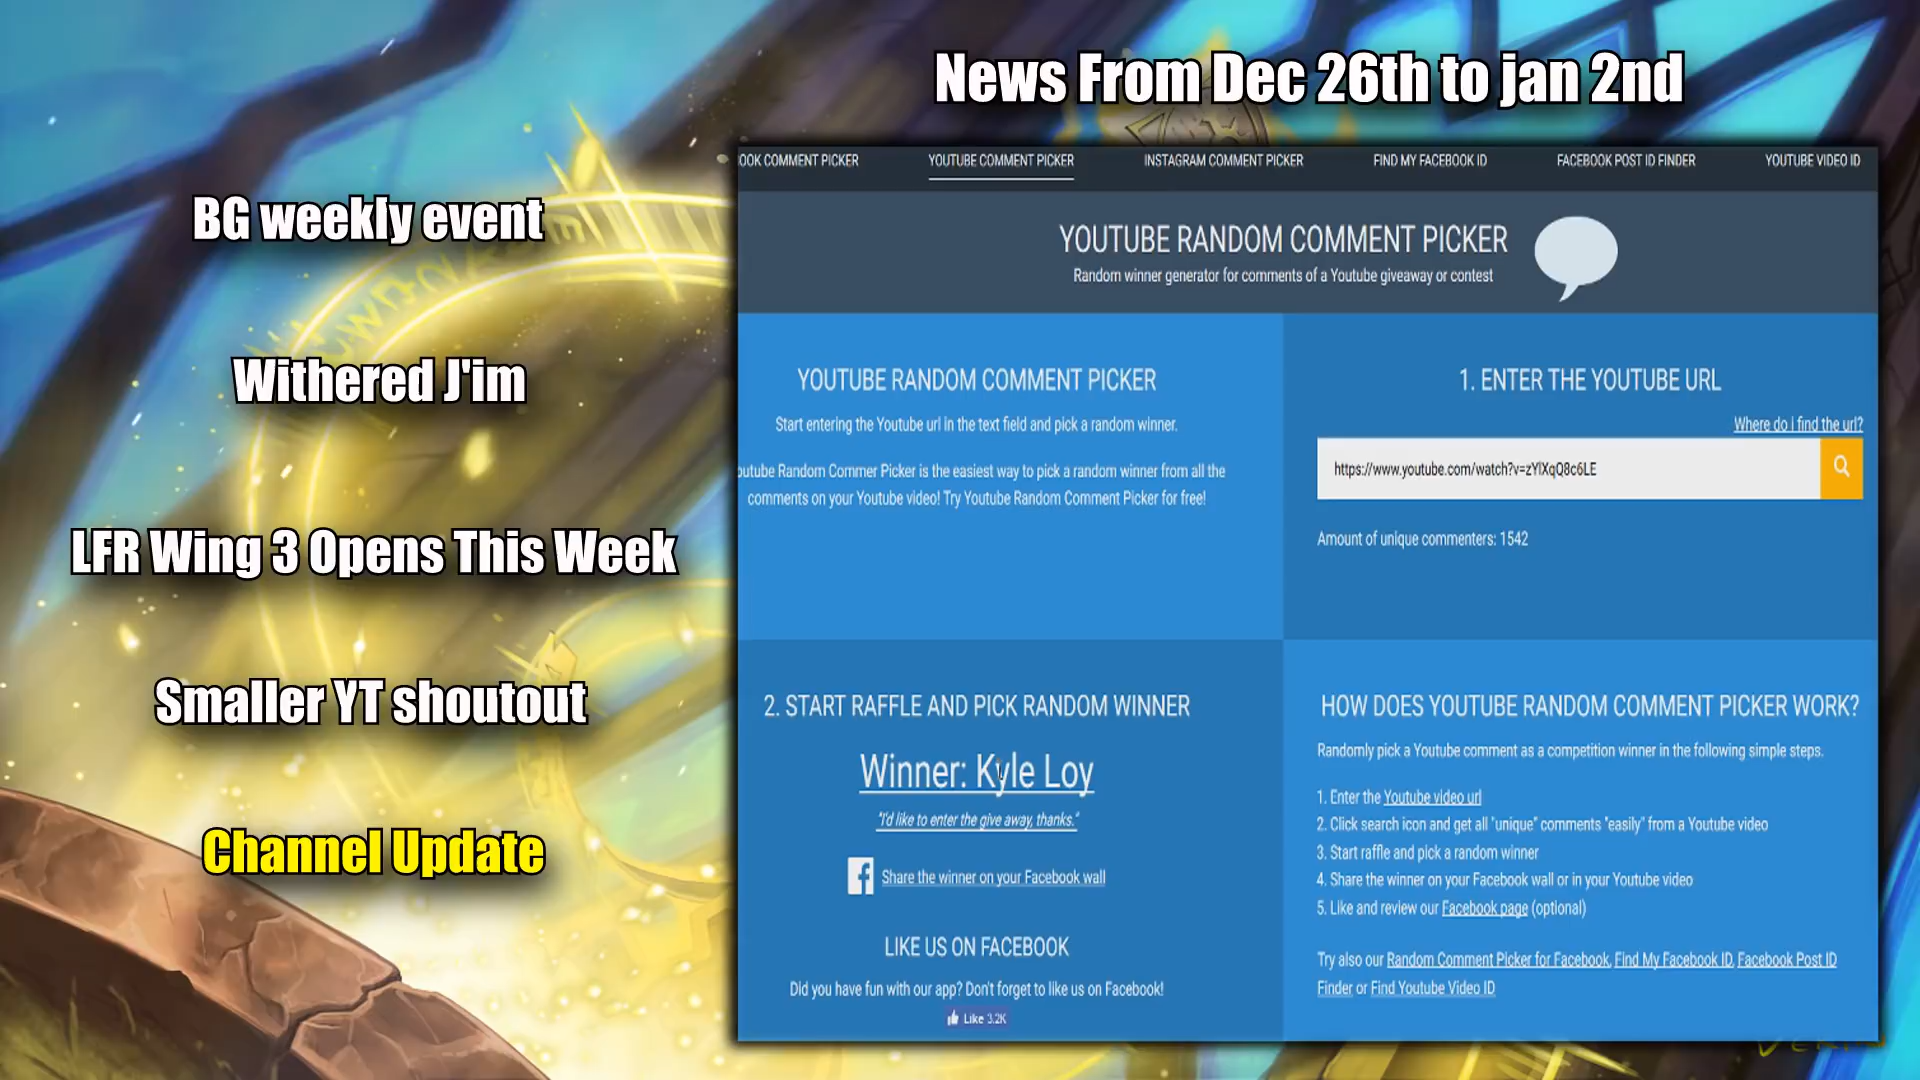 News From Dec 26th to jan 2nd
BG weekly event
Withered J'im
LFR Wing 3 Opens This Week
Smaller YT shoutout
Channel Update
OOK COMMENT PICKER
YOUTUBE COMMENT PICKER
INSTAGRAM COMMENT PICKER
FIND MY FACEBOOK ID
FACEBOOK POST ID FINDER
YOUTUBE VIDEO ID
YOUTUBE RANDOM COMMENT PICKER
Random winner generator for comments of a Youtube giveaway or contest
YOUTUBE RANDOM COMMENT PICKER
Start entering the Youtube url in the text field and pick a random winner.
outube Random Commer Picker is the easiest way to pick a random winner from all the
comments on your Youtube video! Try Youtube Random Comment Picker for free!
1. ENTER THE YOUTUBE URL
Where do i find the url?
https://www.youtube.com/watch?v=zYlXqQ8c6LE
Amount of unique commenters: 1542
2. START RAFFLE AND PICK RANDOM WINNER
Winner: Kyle Loy
"I'd like to enter the give away, thanks."
Share the winner on your Facebook wall
LIKE US ON FACEBOOK
Did you have fun with our app? Don't forget to like us on Facebook!
Like 3.2K
HOW DOES YOUTUBE RANDOM COMMENT PICKER WORK?
Randomly pick a Youtube comment as a competition winner in the following simple steps.
1. Enter the Youtube video url
2. Click search icon and get all "unique" comments "easily" from a Youtube video
3. Start raffle and pick a random winner
4. Share the winner on your Facebook wall or in your Youtube video
5. Like and review our Facebook page (optional)
Try also our Random Comment Picker for Facebook, Find My Facebook ID, Facebook Post ID
Finder or Find Youtube Video ID